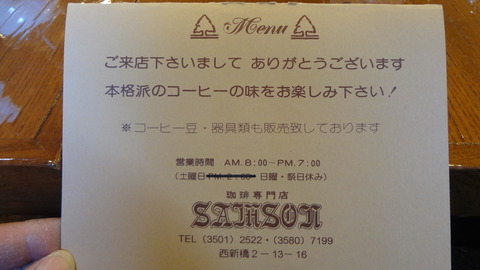 Menu
ご来店下さいまして ありがとうございます
本格派のコーヒーの味をお楽しみ下さい!
※コーヒー豆・器具類も販売致しております
営業時間 AM.8:00~PM.7:00
(土曜日PM.2:00 日曜・祭日休み)
珈琲専門店
SAMSON
TEL (3501) 2522・(3580) 7199
西新橋2-13-16